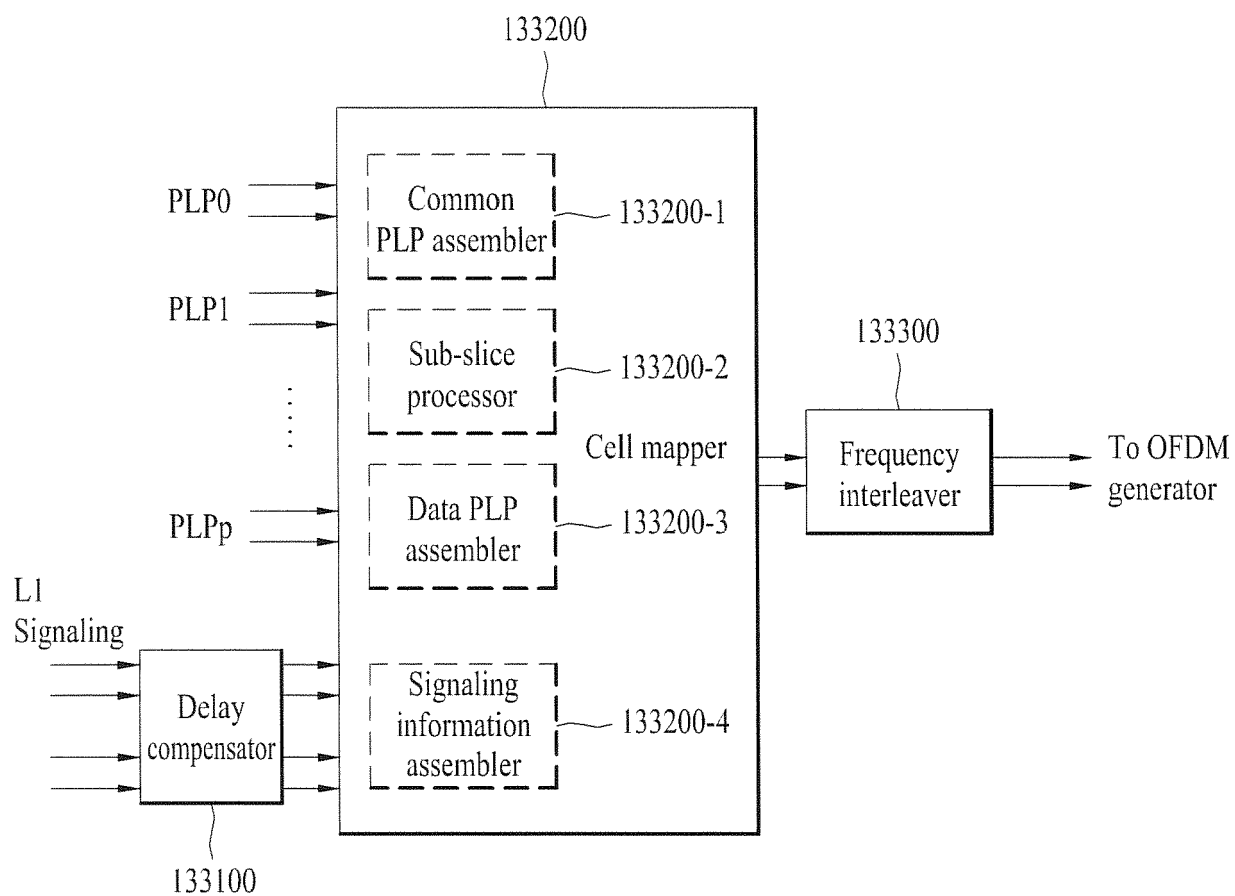 133200
PLP0
Common
PLP assembler
133200-1
PLP1
Sub-slice
processor
133200-2
133300
Cell mapper
Frequency
interleaver
To OFDM
generator
PLPp
Data PLP
assembler
133200-3
L1
Signaling
Delay
compensator
Signaling
information
assembler
133200-4
133100